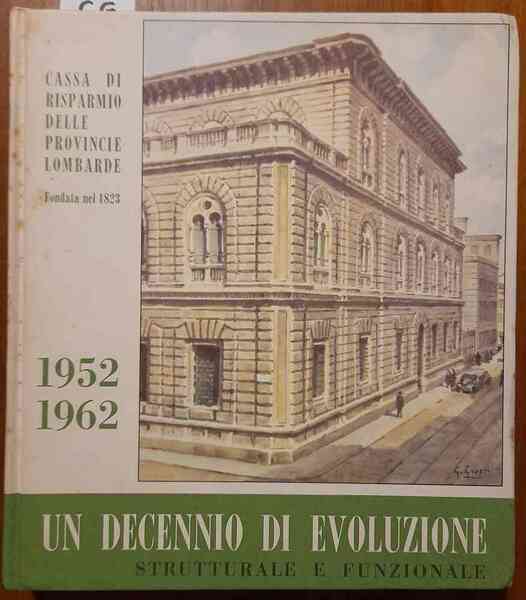 CASSA DI
RISPARMIO
DELLE
PROVINCIE
LOMBARDE
Fondata nel 1823
1952
1962
UN DECENNIO DI EVOLUZIONE
STRUTTURALE E FUNZIONALE